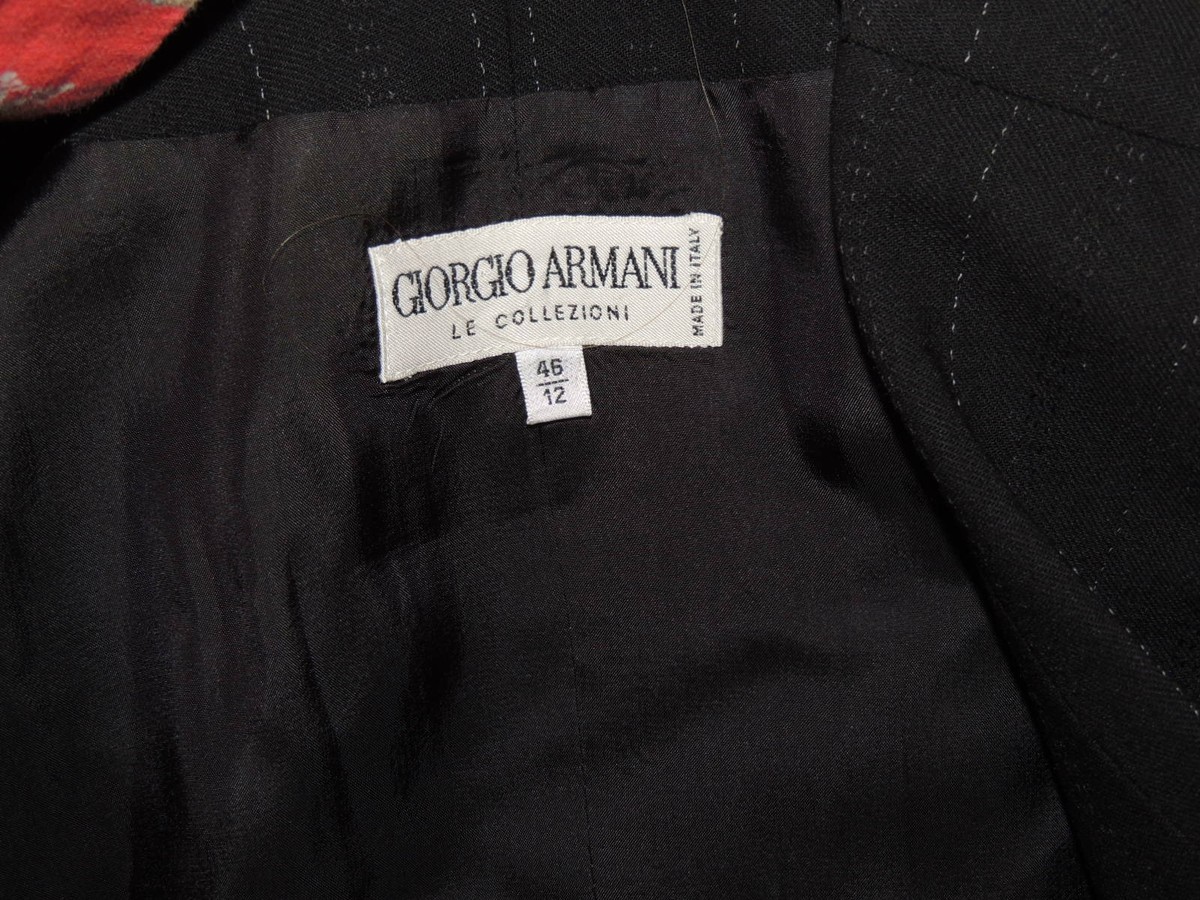 GIORGIO ARMANI
LE COLLEZIONI
MADE IN ITALY
46
12